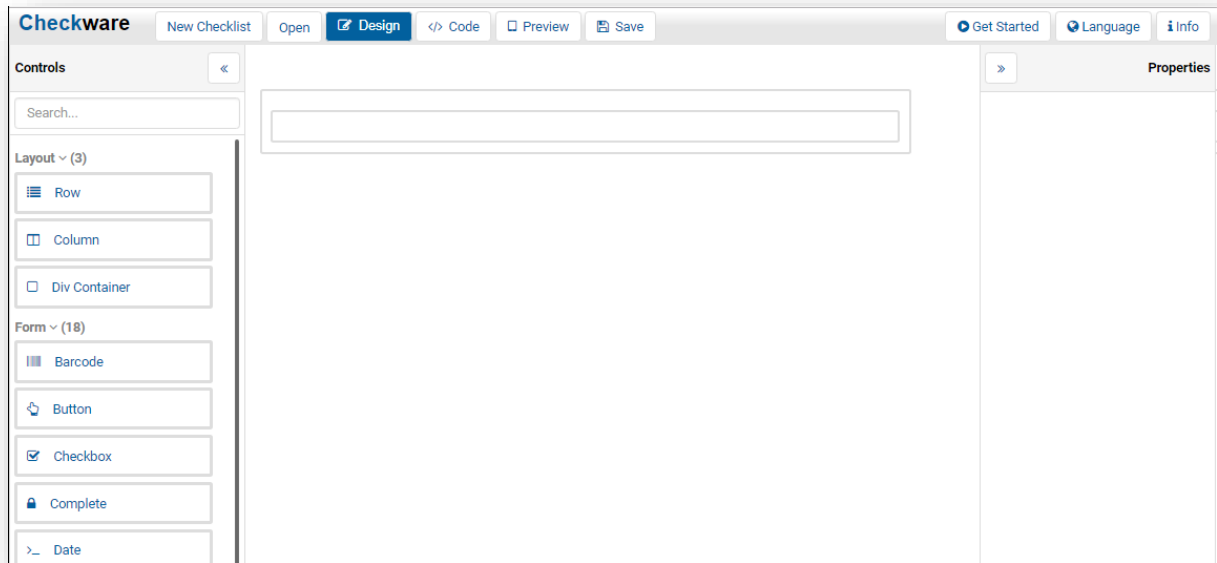 Checkware New Checklist Open Design </> Code Preview Save Get Started Language Info
Controls « » Properties
Search...
Layout (3)
Row
Column
Div Container
Form (18)
Barcode
Button
Checkbox
Complete
>_ Date